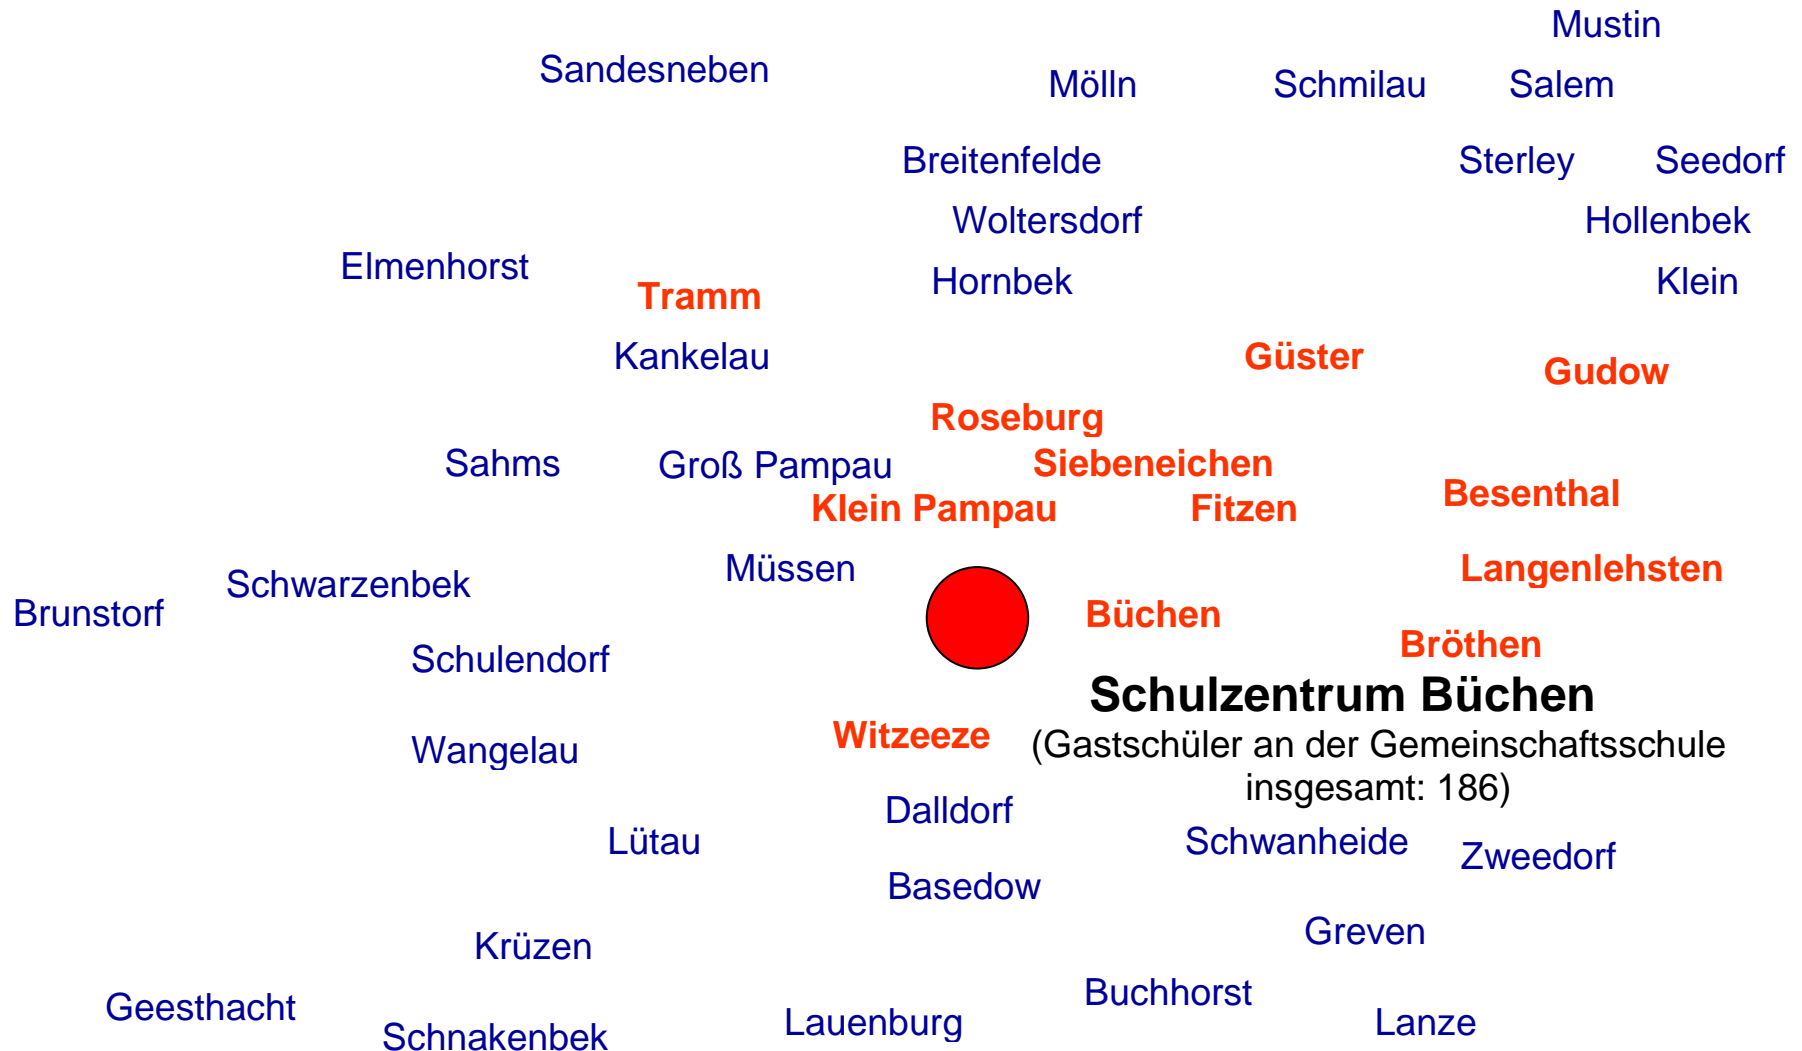 Mustin
Sandesneben
Mölln
Schmilau
Salem
Breitenfelde
Sterley
Seedorf
Woltersdorf
Hollenbek
Elmenhorst
Tramm
Hornbek
Klein
Kankelau
Güster
Gudow
Roseburg
Sahms
Groß Pampau
Siebeneichen
Klein Pampau
Fitzen
Besenthal
Müssen
Langenlehsten
Schwarzenbek
Brunstorf
Büchen
Schulendorf
Bröthen
Schulzentrum Büchen
Witzeeze
(Gastschüler an der Gemeinschaftsschule
insgesamt: 186)
Wangelau
Dalldorf
Lütau
Schwanheide
Zweedorf
Basedow
Greven
Krüzen
Buchhorst
Geesthacht
Lauenburg
Lanze
Schnakenbek